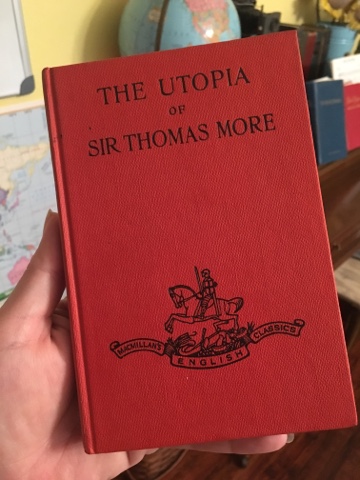 THE UTOPIA
OF
SIR THOMAS MORE
MACMILLAN'S
ENGLISH
CLASSICS